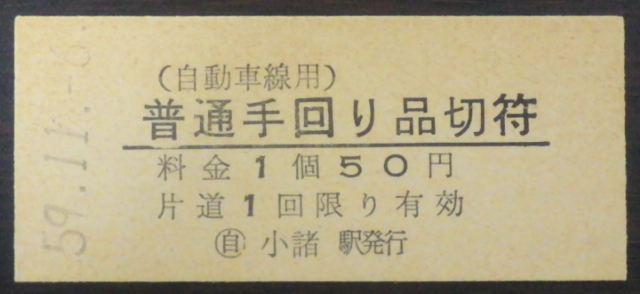 （自動車線用）
普通手回り品切符
料金1個50円
片道1回限り有効
㊀自 小諸駅発行
59.11.-8